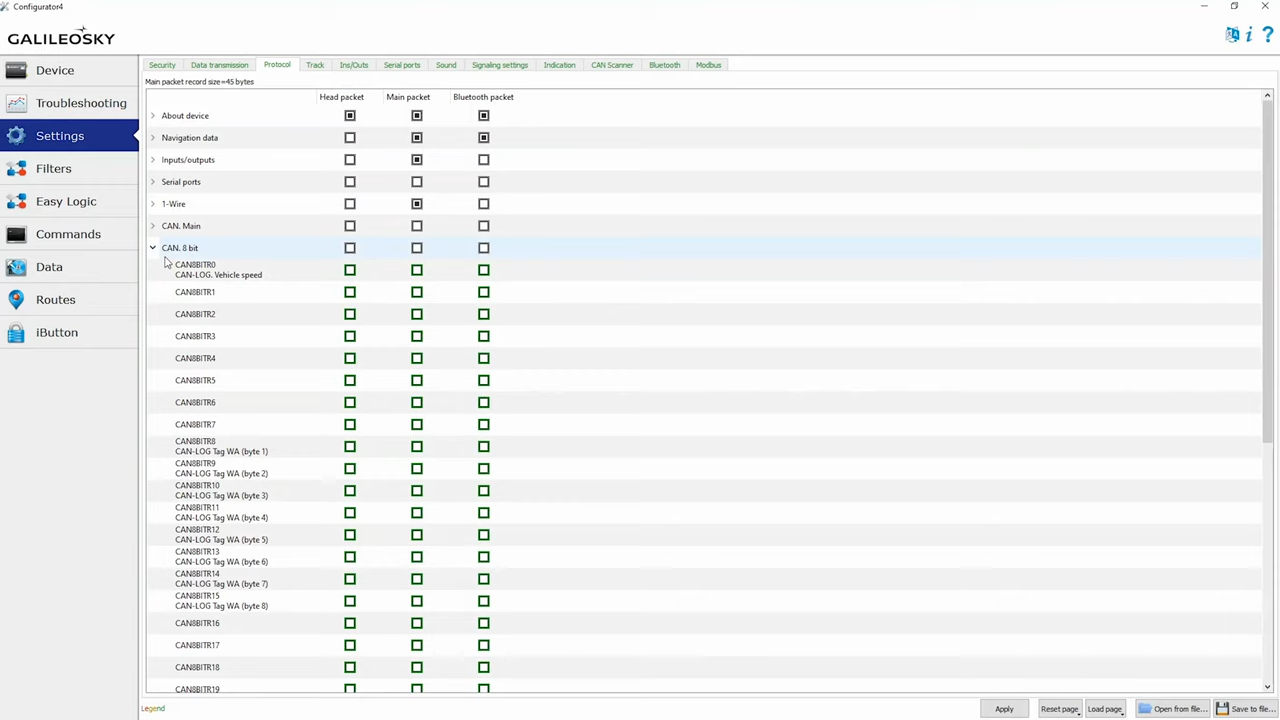 Configurator4
GALILEOSKY
Device
Troubleshooting
Settings
Filters
Easy Logic
Commands
Data
Routes
iButton
Security Data transmission Protocol Track Ins/Outs Serial ports Sound Signaling settings Indication CAN Scanner Bluetooth Modbus
Main packet record size=45 bytes
Head packet Main packet Bluetooth packet
About device
Navigation data
Inputs/outputs
Serial ports
1-Wire
CAN. Main
CAN. 8 bit
CAN8BITR0
CAN-LOG. Vehicle speed
CAN8BITR1
CAN8BITR2
CAN8BITR3
CAN8BITR4
CAN8BITR5
CAN8BITR6
CAN8BITR7
CAN8BITR8
CAN-LOG Tag WA (byte 1)
CAN8BITR9
CAN-LOG Tag WA (byte 2)
CAN8BITR10
CAN-LOG Tag WA (byte 3)
CAN8BITR11
CAN-LOG Tag WA (byte 4)
CAN8BITR12
CAN-LOG Tag WA (byte 5)
CAN8BITR13
CAN-LOG Tag WA (byte 6)
CAN8BITR14
CAN-LOG Tag WA (byte 7)
CAN8BITR15
CAN-LOG Tag WA (byte 8)
CAN8BITR16
CAN8BITR17
CAN8BITR18
CAN8BITR19
Legend
Apply Reset page Load page Open from file... Save to file...